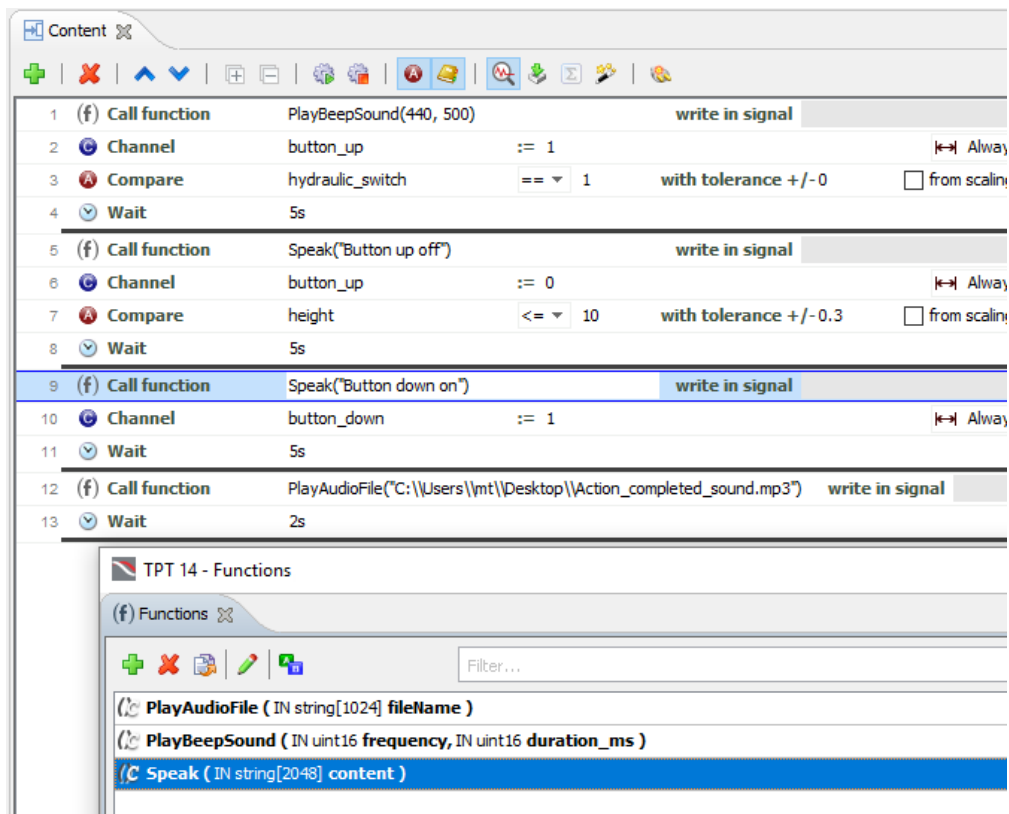 Content
1 (f) Call function PlayBeepSound(440, 500) write in signal
2 C Channel button_up := 1 Alway
3 A Compare hydraulic_switch == 1 with tolerance +/- 0 from scaling
4 Wait 5s
5 (f) Call function Speak("Button up off") write in signal
6 C Channel button_up := 0 Alway
7 A Compare height <= 10 with tolerance +/- 0.3 from scaling
8 Wait 5s
9 (f) Call function Speak("Button down on") write in signal
10 C Channel button_down := 1 Alway
11 Wait 5s
12 (f) Call function PlayAudioFile("C:\\Users\\mt\\Desktop\\Action_completed_sound.mp3") write in signal
13 Wait 2s
TPT 14 - Functions
(f) Functions
Filter...
PlayAudioFile ( IN string[1024] fileName )
PlayBeepSound ( IN uint16 frequency, IN uint16 duration_ms )
Speak ( IN string[2048] content )